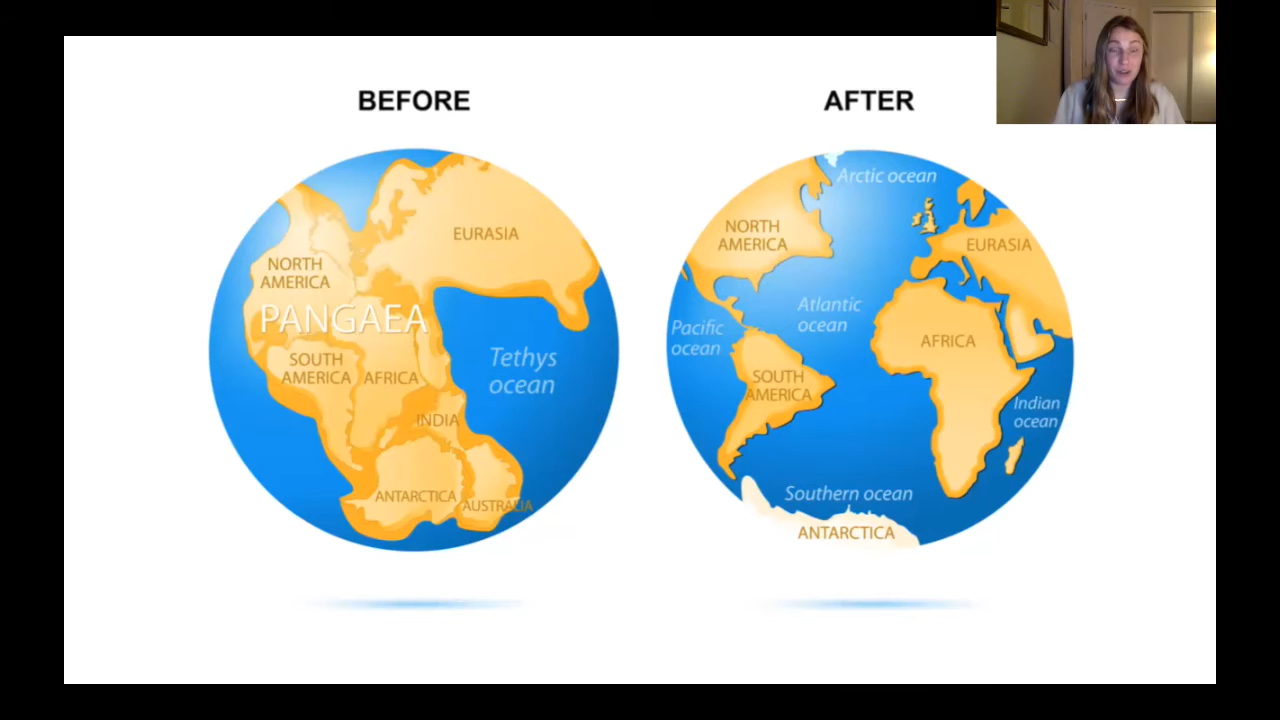 BEFORE
EURASIA
NORTH
AMERICA
PANGAEA
SOUTH
AMERICA
AFRICA
Tethys
ocean
INDIA
ANTARCTICA
AUSTRALIA
AFTER
Arctic ocean
NORTH
AMERICA
EURASIA
Atlantic
ocean
Pacific
ocean
AFRICA
SOUTH
AMERICA
Indian
ocean
Southern ocean
ANTARCTICA